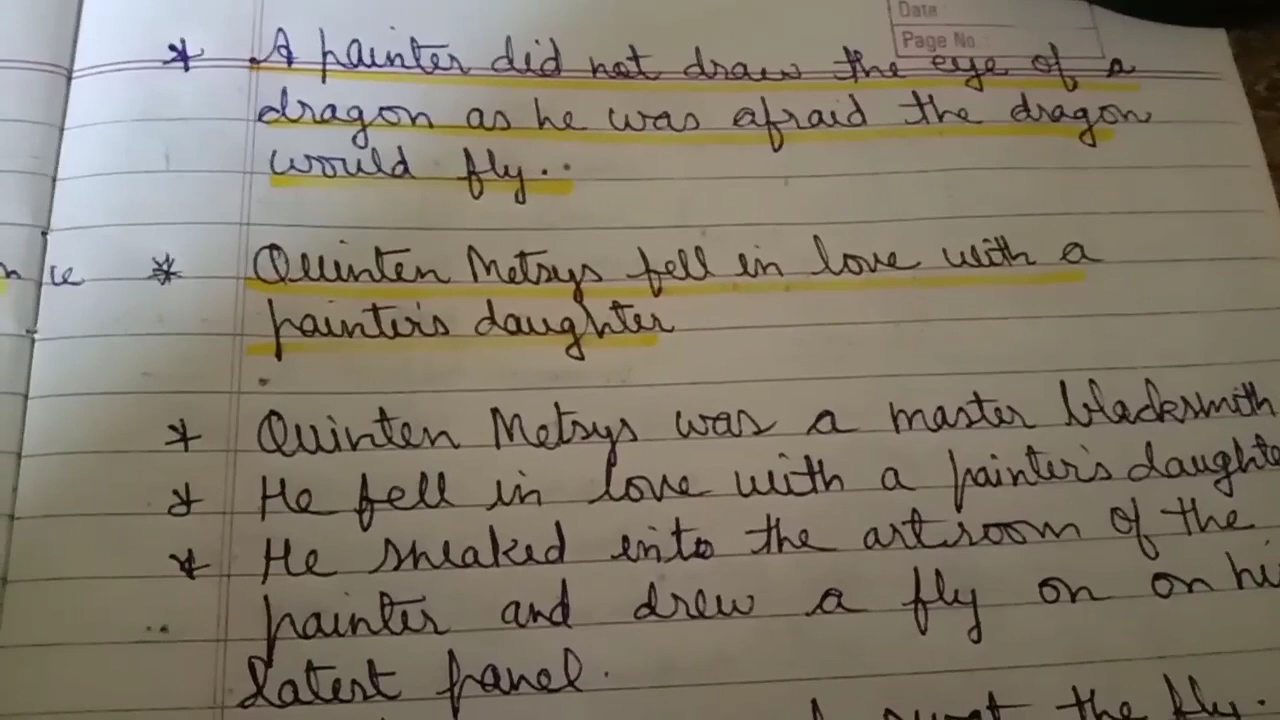 Date
Page No.
* A painter did not draw the eye of a
dragon as he was afraid the dragon
would fly..
* Quinten Metsys fell in love with a
painter's daughter
* Quinten Metsys was a master blacksmith
* He fell in love with a painter's daughte
* He sneaked into the artroom of the
painter and drew a fly on on hi
latest panel.
the fly.